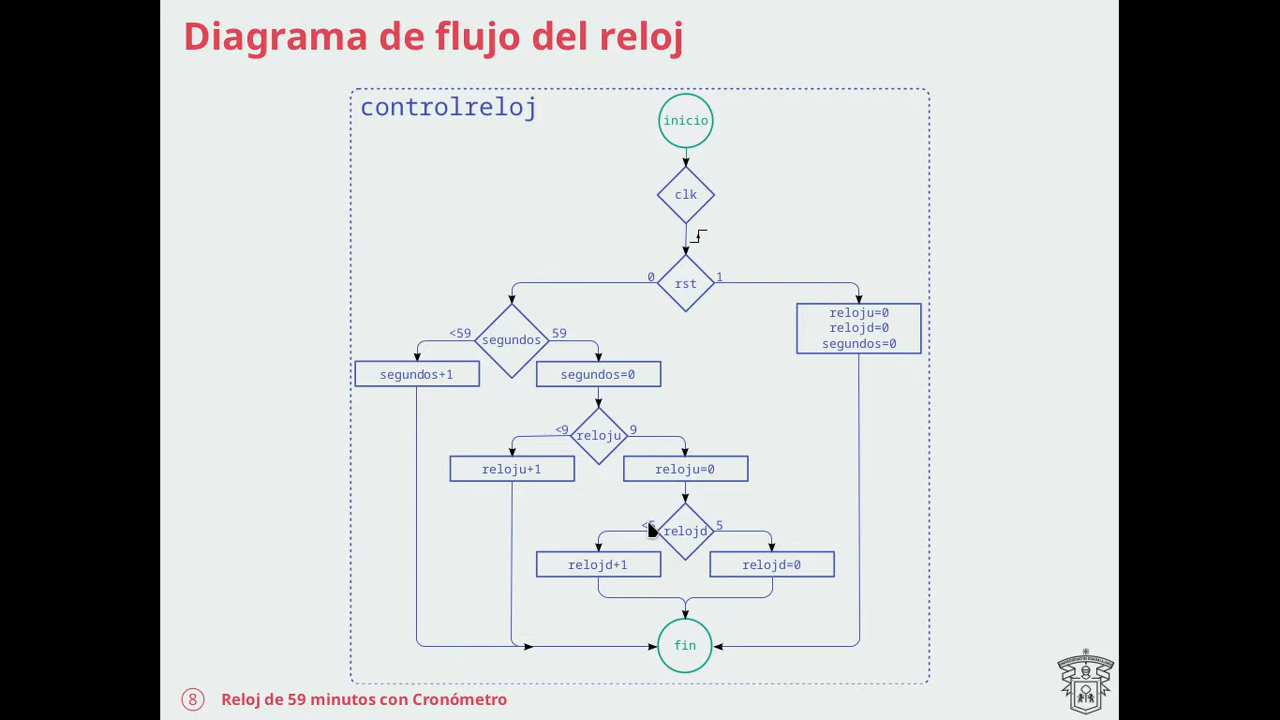 Diagrama de flujo del reloj
controlreloj
inicio
clk
0
rst
1
reloju=0
relojd=0
segundos=0
<59
segundos
59
segundos+1
segundos=0
<9
reloju
9
reloju+1
reloju=0
relojd
5
relojd+1
relojd=0
fin
8
Reloj de 59 minutos con Cronómetro